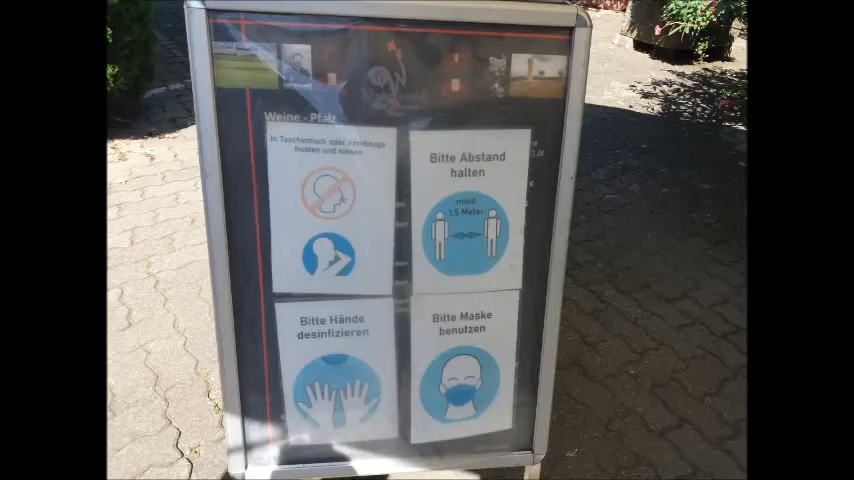 Weine - Pfalz
In Taschentuch oder Armbeuge
husten und niesen
Bitte Abstand
halten
mind.
1,5 Meter
Bitte Hände
desinfizieren
Bitte Maske
benutzen